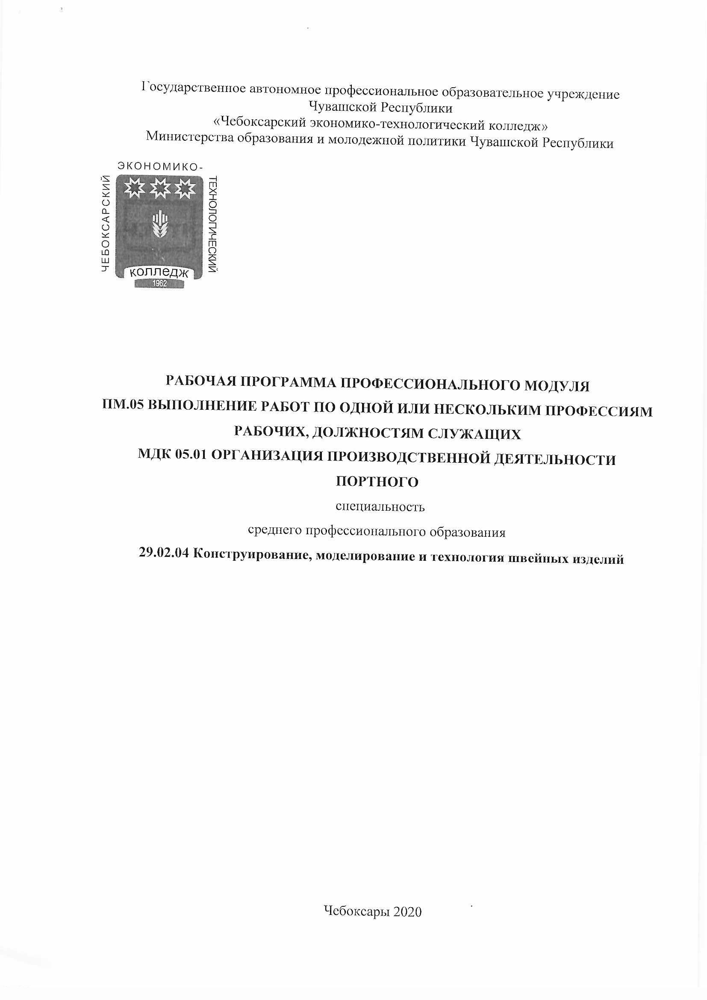 Государственное автономное профессиональное образовательное учреждение
Чувашской Республики
«Чебоксарский экономико-технологический колледж»
Министерства образования и молодежной политики Чувашской Республики
ЧЕБОКСАРСКИЙ
ЭКОНОМИКО-
ТЕХНОЛОГИЧЕСКИЙ
колледж
1962
РАБОЧАЯ ПРОГРАММА ПРОФЕССИОНАЛЬНОГО МОДУЛЯ
ПМ.05 ВЫПОЛНЕНИЕ РАБОТ ПО ОДНОЙ ИЛИ НЕСКОЛЬКИМ ПРОФЕССИЯМ
РАБОЧИХ, ДОЛЖНОСТЯМ СЛУЖАЩИХ
МДК 05.01 ОРГАНИЗАЦИЯ ПРОИЗВОДСТВЕННОЙ ДЕЯТЕЛЬНОСТИ
ПОРТНОГО
специальность
среднего профессионального образования
29.02.04 Конструирование, моделирование и технология швейных изделий
Чебоксары 2020